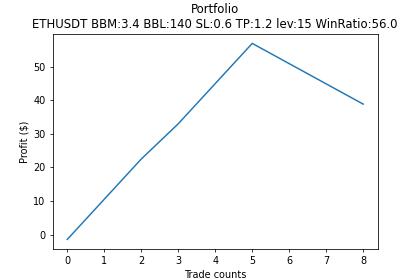 Portfolio
ETHUSDT BBM:3.4 BBL:140 SL:0.6 TP:1.2 lev:15 WinRatio:56.0
50
40
30
20
10
0
Profit ($)
0 1 2 3 4 5 6 7 8
Trade counts